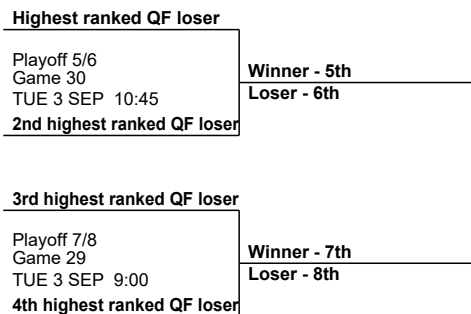 Highest ranked QF loser
Playoff 5/6
Game 30
TUE 3 SEP 10:45
2nd highest ranked QF loser
Winner - 5th
Loser - 6th
3rd highest ranked QF loser
Playoff 7/8
Game 29
TUE 3 SEP 9:00
4th highest ranked QF loser
Winner - 7th
Loser - 8th